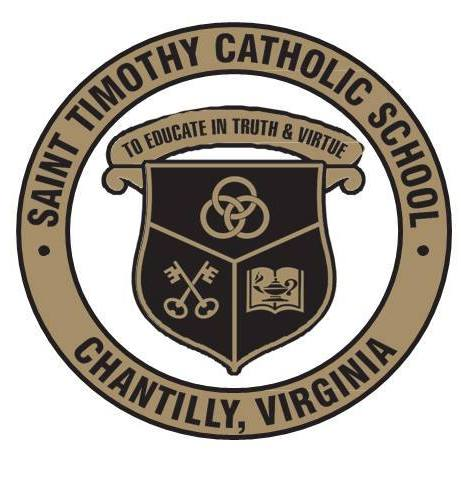 SAINT TIMOTHY CATHOLIC SCHOOL
TO EDUCATE IN TRUTH & VIRTUE
CHANTILLY, VIRGINIA